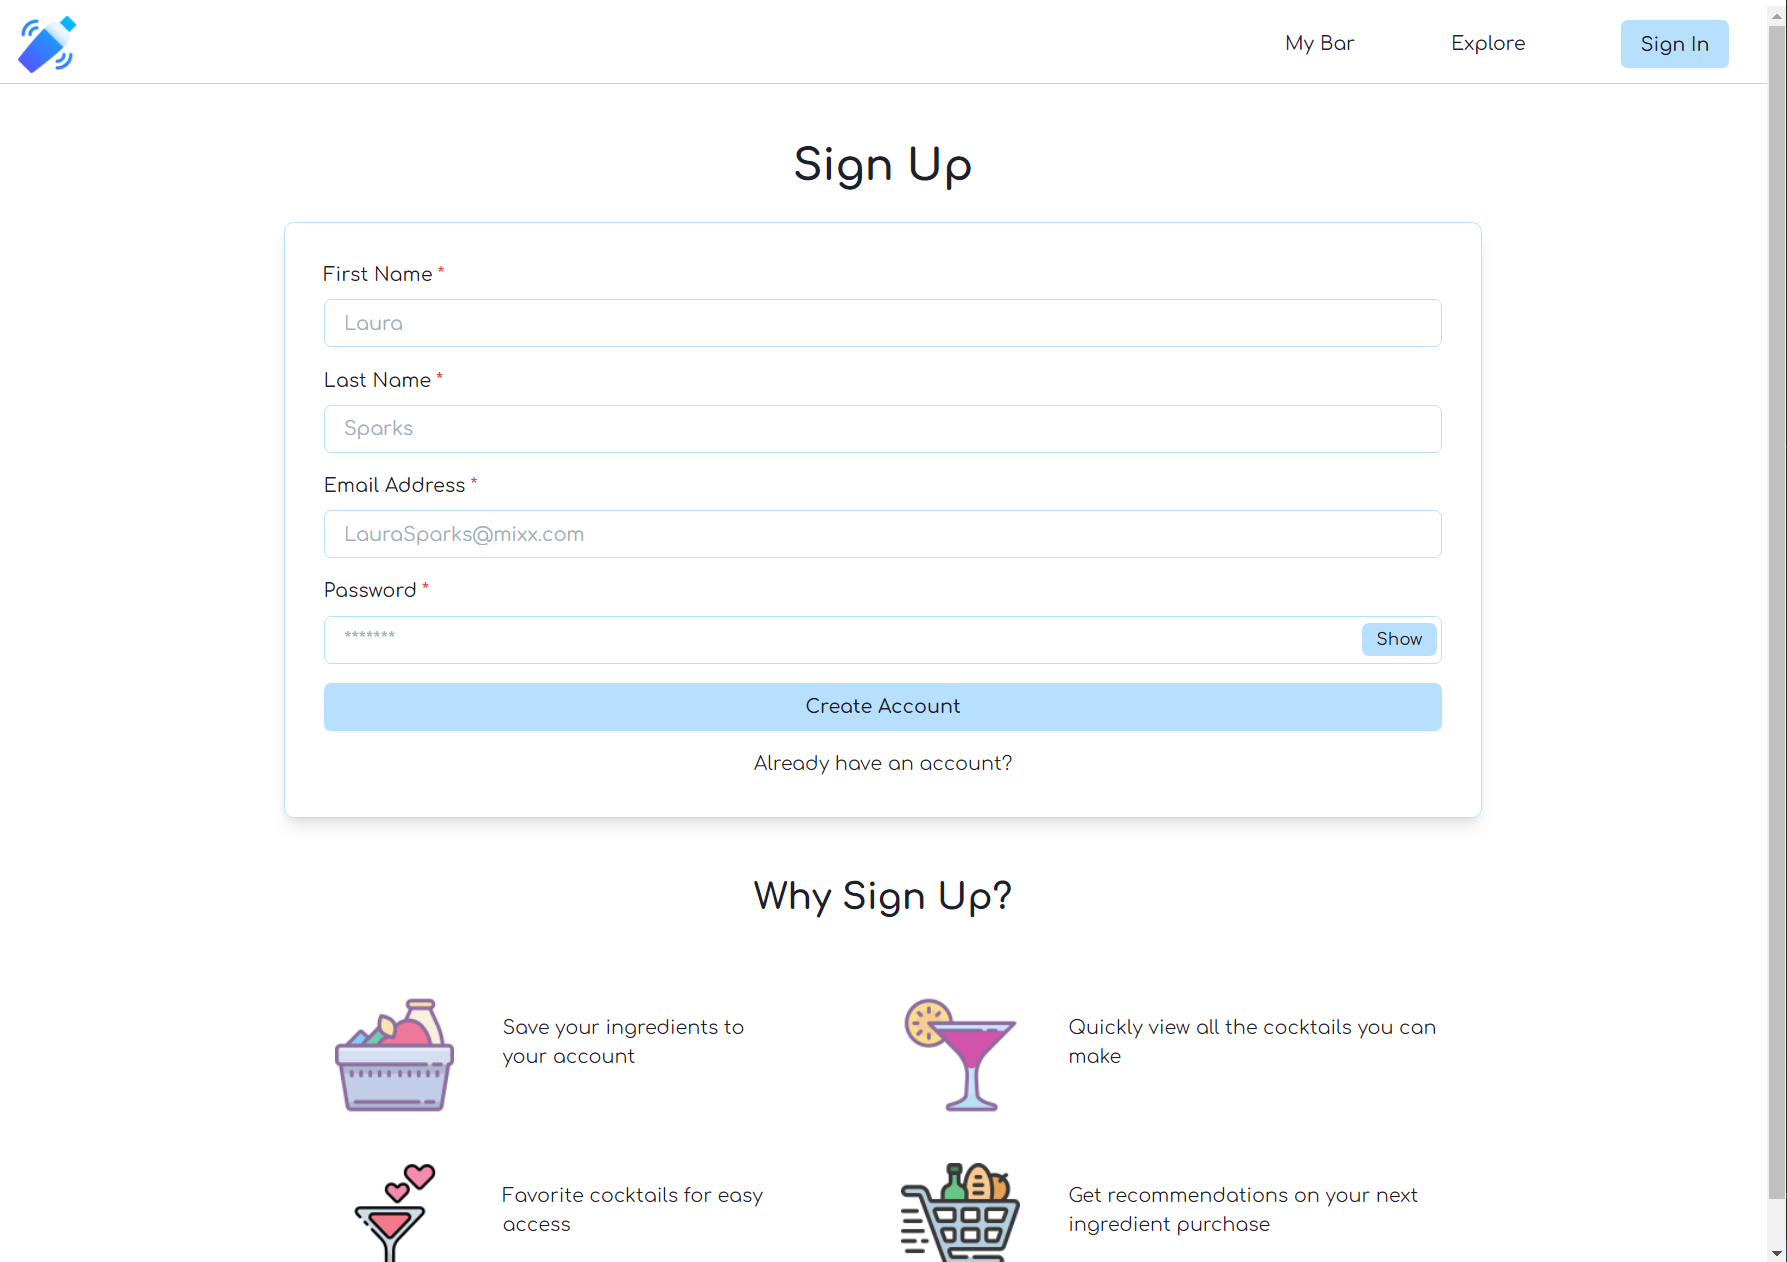 My Bar
Explore
Sign In
Sign Up
First Name *
Laura
Last Name *
Sparks
Email Address *
LauraSparks@mixx.com
Password *
*******
Show
Create Account
Already have an account?
Why Sign Up?
Save your ingredients to
your account
Quickly view all the cocktails you can
make
Favorite cocktails for easy
access
Get recommendations on your next
ingredient purchase